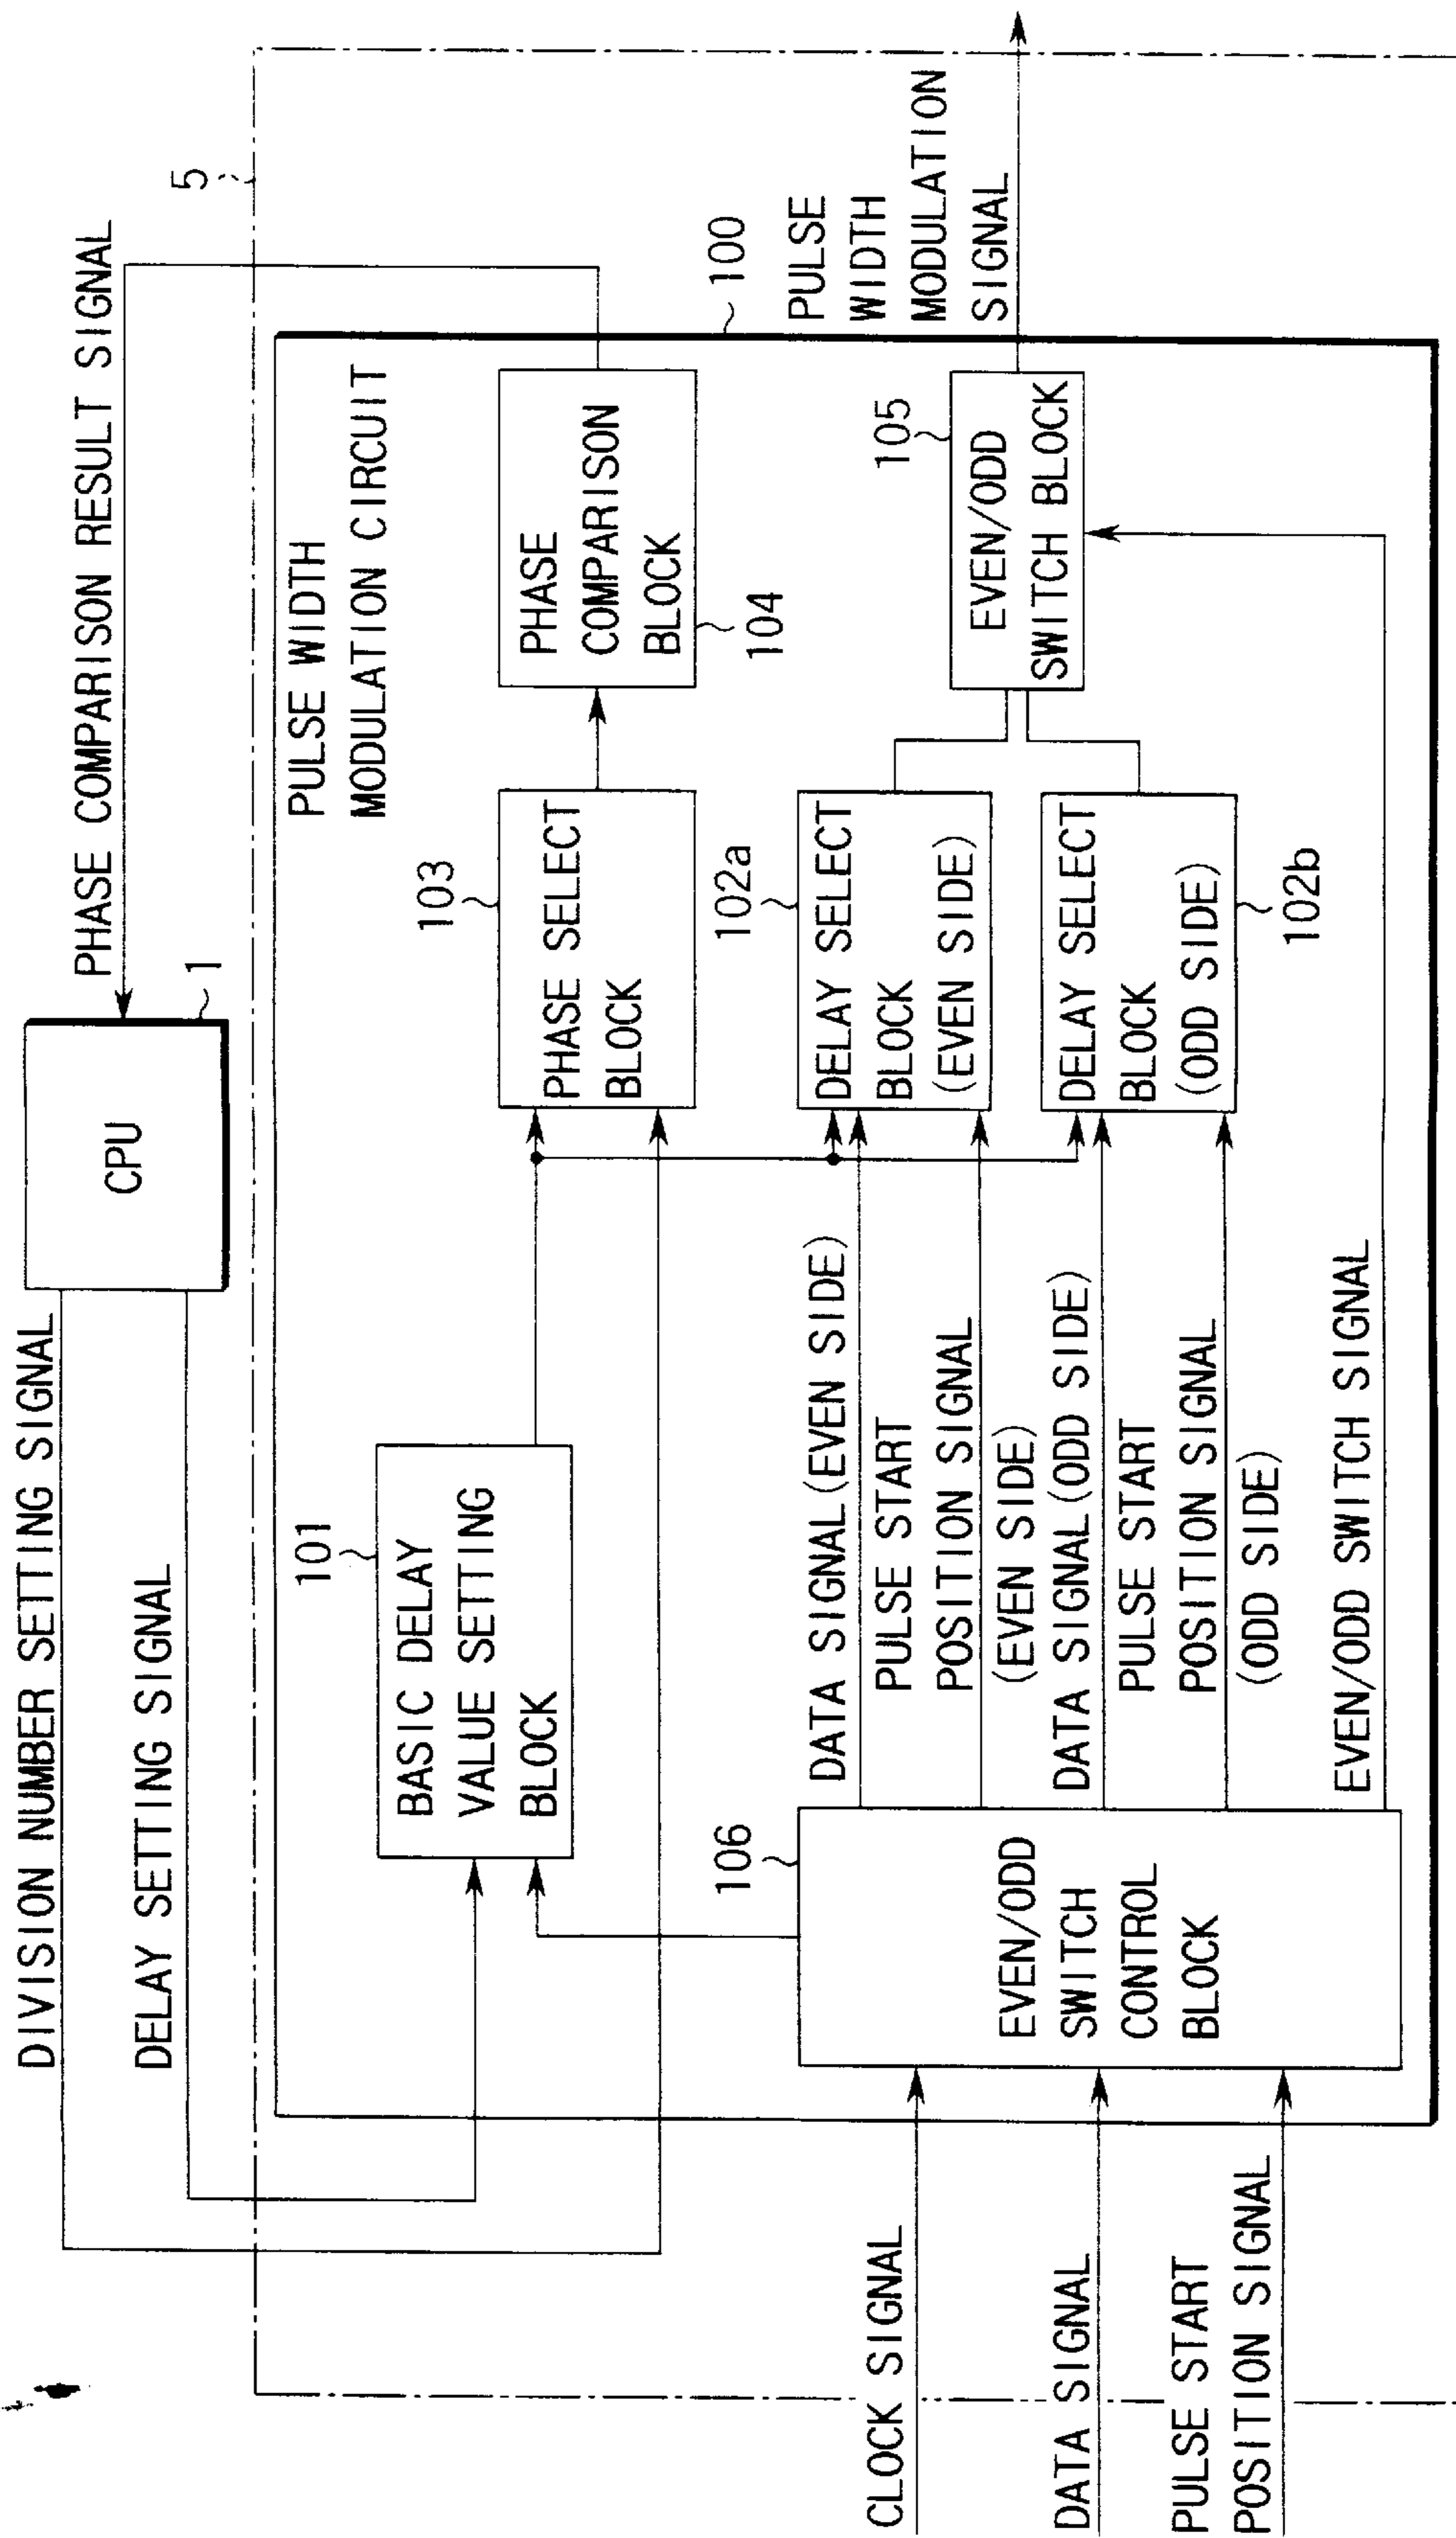 DIVISION NUMBER SETTING SIGNAL
DELAY SETTING SIGNAL
CPU
1
PHASE COMPARISON RESULT SIGNAL
5
PULSE WIDTH
MODULATION CIRCUIT
100
101
BASIC DELAY
VALUE SETTING
BLOCK
103
PHASE SELECT
BLOCK
PHASE
COMPARISON
BLOCK
104
106
EVEN/ODD
SWITCH
CONTROL
BLOCK
CLOCK SIGNAL
DATA SIGNAL
PULSE START
POSITION SIGNAL
DATA SIGNAL(EVEN SIDE)
PULSE START
POSITION SIGNAL
(EVEN SIDE)
DATA SIGNAL(ODD SIDE)
PULSE START
POSITION SIGNAL
(ODD SIDE)
EVEN/ODD SWITCH SIGNAL
102a
DELAY SELECT
BLOCK
(EVEN SIDE)
DELAY SELECT
BLOCK
(ODD SIDE)
102b
105
EVEN/ODD
SWITCH BLOCK
PULSE
WIDTH
MODULATION
SIGNAL